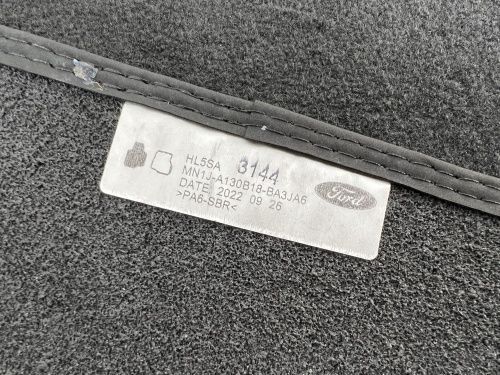 HL5SA 3144
MN1J-A130B18-BA3JA6
DATE 2022 09 26
>PA6-SBR<
Ford